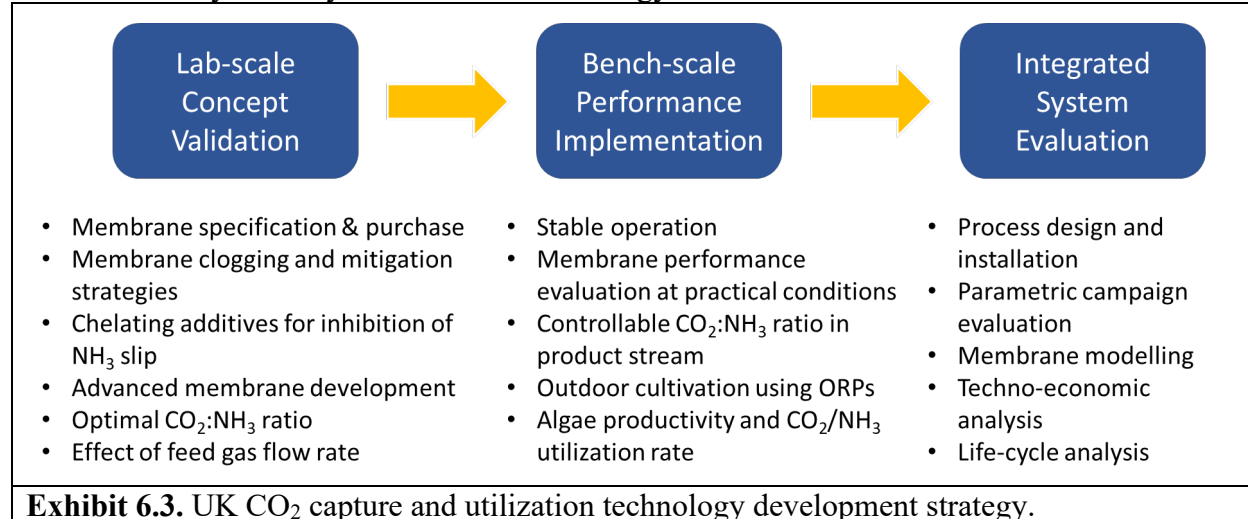 Lab-scale
Concept
Validation
Bench-scale
Performance
Implementation
Integrated
System
Evaluation
• Membrane specification & purchase
• Membrane clogging and mitigation
strategies
• Chelating additives for inhibition of
NH₃ slip
• Advanced membrane development
• Optimal CO₂:NH₃ ratio
• Effect of feed gas flow rate
• Stable operation
• Membrane performance
evaluation at practical conditions
• Controllable CO₂:NH₃ ratio in
product stream
• Outdoor cultivation using ORPs
• Algae productivity and CO₂/NH₃
utilization rate
• Process design and
installation
• Parametric campaign
evaluation
• Membrane modelling
• Techno-economic
analysis
• Life-cycle analysis
Exhibit 6.3. UK CO₂ capture and utilization technology development strategy.